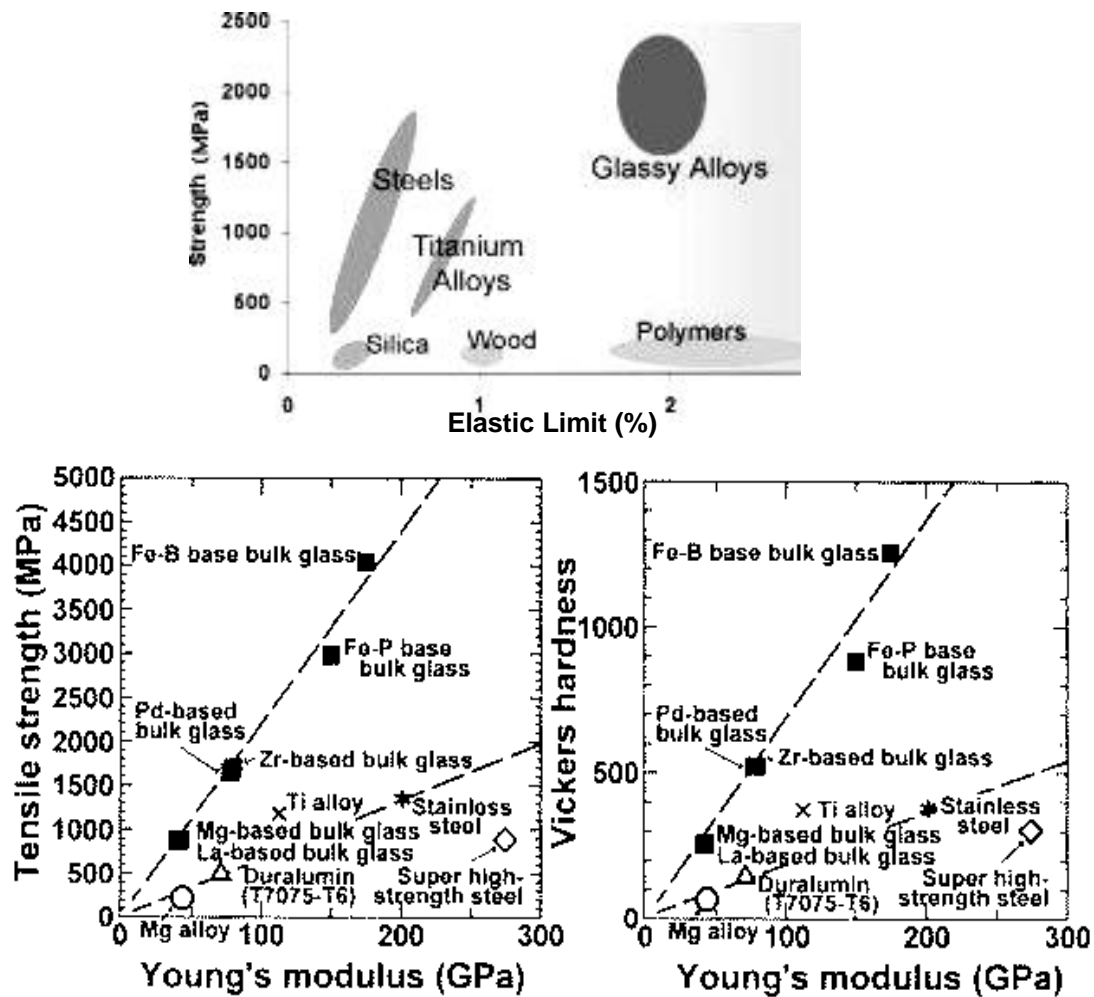 2500
2000
1500
1000
500
0
Strength (MPa)
Steels
Titanium
Alloys
Silica
Wood
Glassy Alloys
Polymers
0
1
2
Elastic Limit (%)
5000
4500
4000
3500
3000
2500
2000
1500
1000
500
0
Tensile strength (MPa)
Fe-B base bulk glass
Fe-P base
bulk glass
Pd-based
bulk glass
Zr-based bulk glass
Ti alloy
Stainless
steel
Mg-based bulk glass
La-based bulk glass
Duralumin
(T7075-T6)
Super high-
strength steel
Mg alloy
0
100
200
300
Young's modulus (GPa)
1500
1000
500
0
Vickers hardness
Fe-B base bulk glass
Fe-P base
bulk glass
Pd-based
bulk glass
Zr-based bulk glass
Ti alloy
Stainless
steel
Mg-based bulk glass
La-based bulk glass
Duralumin
(T7075-T6)
Super high-
strength steel
Mg alloy
0
100
200
300
Young's modulus (GPa)